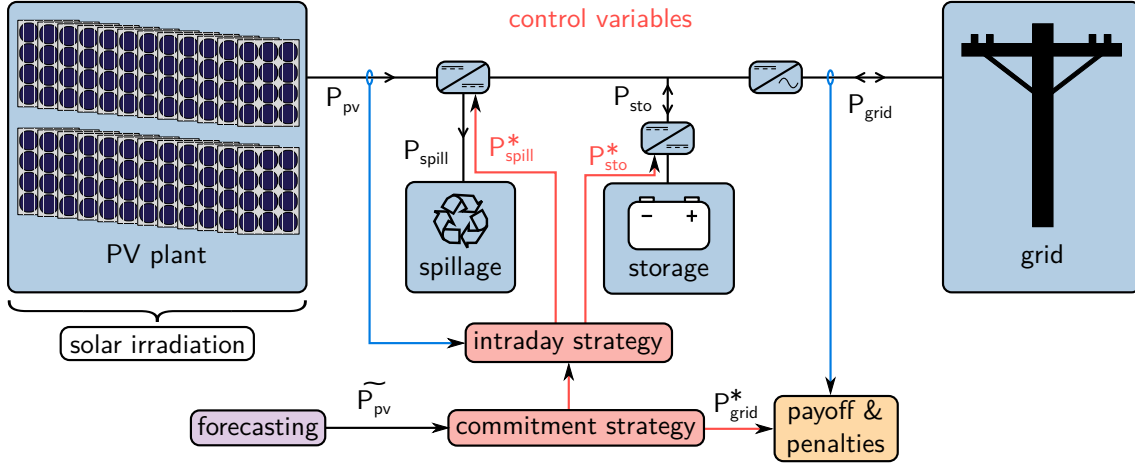 control variables
P_pv
P_spill
P*_spill
P_sto
P*_sto
P_grid
PV plant
spillage
− +
storage
grid
solar irradiation
intraday strategy
P̃_pv
P*_grid
forecasting
commitment strategy
payoff &
penalties